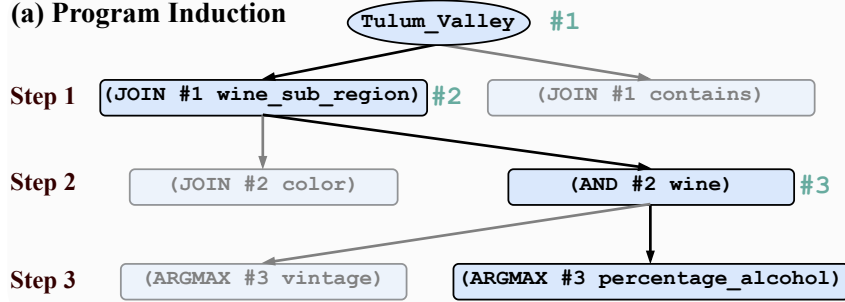 (a) Program Induction
Tulum_Valley #1
Step 1 (JOIN #1 wine_sub_region) #2 (JOIN #1 contains)
Step 2 (JOIN #2 color) (AND #2 wine) #3
Step 3 (ARGMAX #3 vintage) (ARGMAX #3 percentage_alcohol)